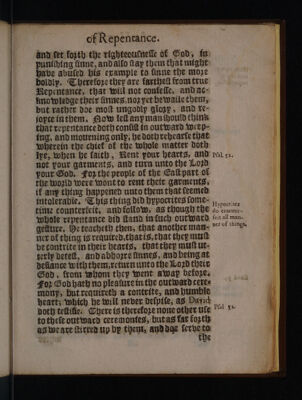 of Repentance.
and set forth the righteousnesse of God, in
punishing sinne, and also stay them that might
have abused his example to sinne the more
boldly. Therefore they are farthest from true
Repentance, that will not confesse, and ac-
knowledge their sinnes, nor yet bewaile them,
but rather doe most ungodly glory, and re-
joyce in them. Now lest any man should think
that repentance doth consist in outward weep-
ing, and mourning only, he doth rehearse that
wherein the chief of the whole matter doth
lye, when he saith, Rent your hearts, and
not your garments, and turn unto the Lord
your God. For the people of the East part of
the world were wont to rent their garments,
if any thing happened unto them that seemed
intolerable. This thing did hypocrites some-
time counterfeit, and follow, as though the
whole repentance did stand in such outward
gesture. He teacheth then, that another man-
ner of thing is required, that is, that they must
be contrite in their hearts, that they must ut-
terly detest, and abhorre sinnes, and being at
defiance with them, return unto the Lord their
God, from whom they went away before.
For God hath no pleasure in the outward cere-
mony, but requireth a contrite, and humble
heart; which he will never despise, as David
doth testifie. There is therefore none other use
to these outward ceremonies, but as far forth
as we are stirred up by them, and doe serve to
the
Psal. 51.
Hypocrites
do counter-
feit all man-
ner of things.
Psal. 51.